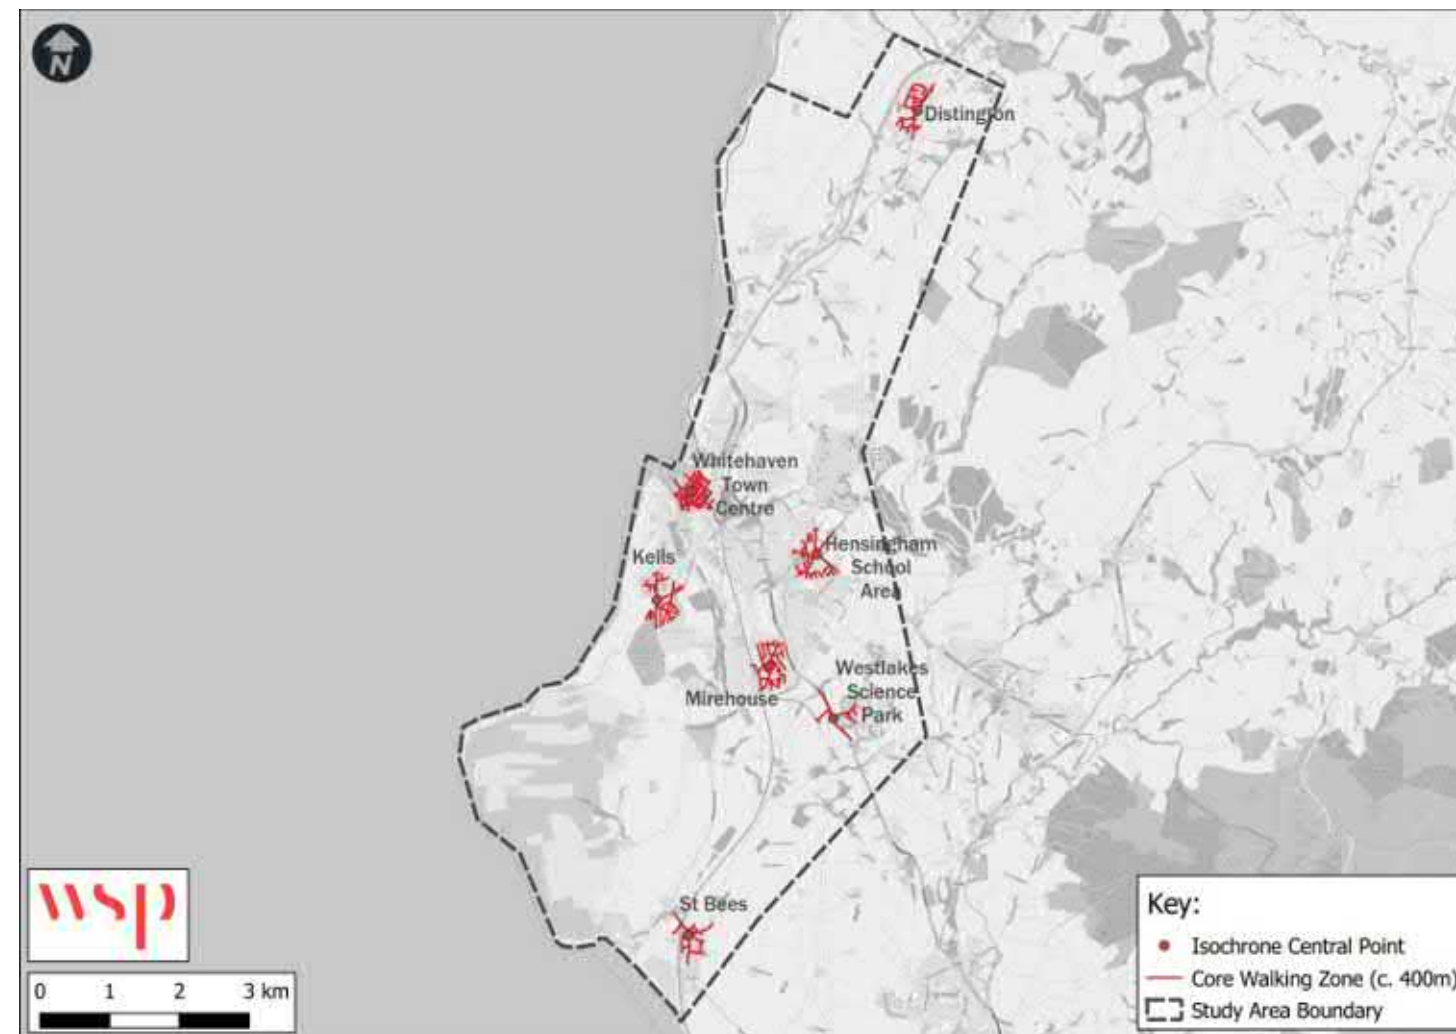 N
Distington
Whitehaven
Town
Centre
Hensingham
School
Area
Kells
Westlakes
Science
Park
Mirehouse
St Bees
wsp
0 1 2 3 km
Key:
Isochrone Central Point
Core Walking Zone (c. 400m)
Study Area Boundary